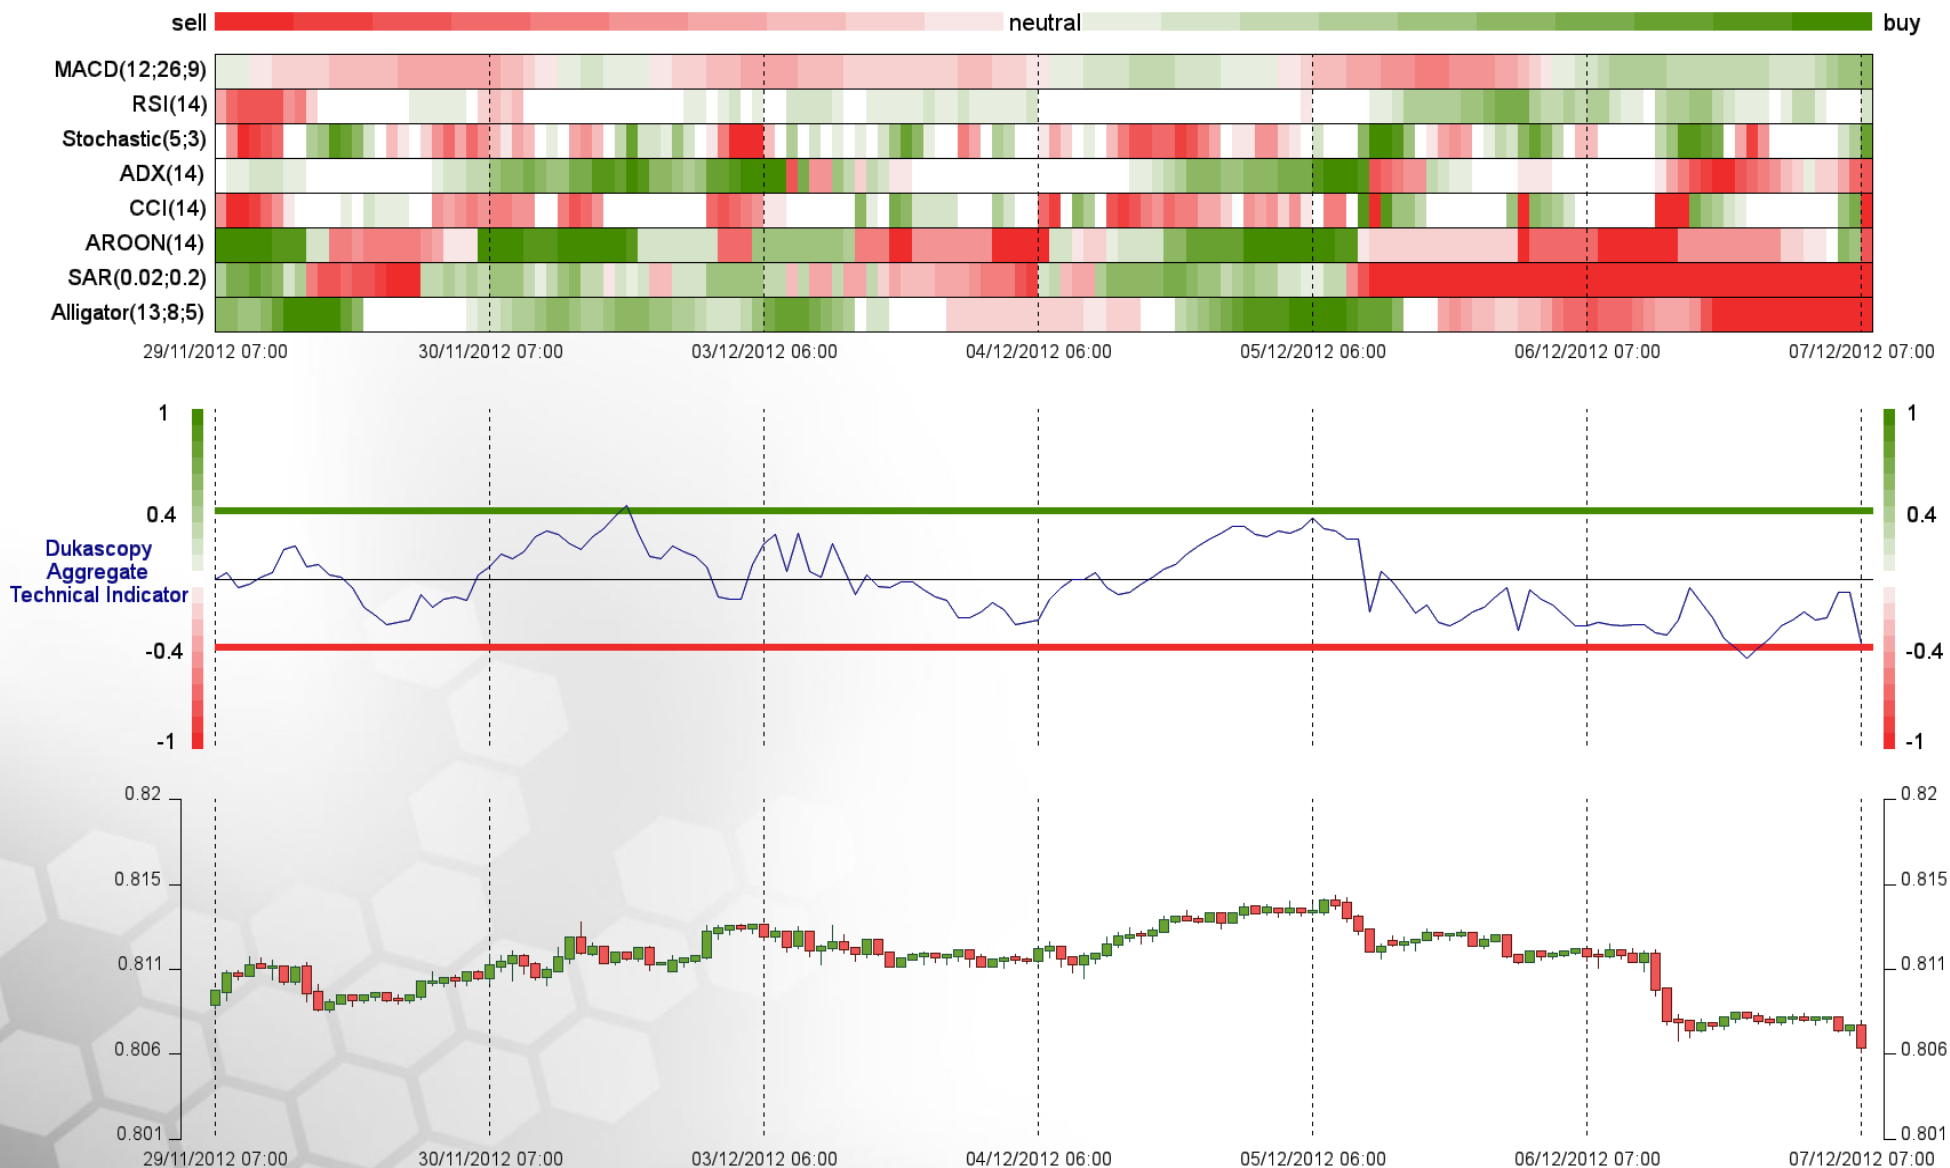 sell neutral buy
MACD(12;26;9)
RSI(14)
Stochastic(5;3)
ADX(14)
CCI(14)
AROON(14)
SAR(0.02;0.2)
Alligator(13;8;5)
29/11/2012 07:00 30/11/2012 07:00 03/12/2012 06:00 04/12/2012 06:00 05/12/2012 06:00 06/12/2012 07:00 07/12/2012 07:00
1 1
0.4 0.4
Dukascopy
Aggregate
Technical Indicator
-0.4 -0.4
-1 -1
0.82 0.82
0.815 0.815
0.811 0.811
0.806 0.806
0.801 0.801
29/11/2012 07:00 30/11/2012 07:00 03/12/2012 06:00 04/12/2012 06:00 05/12/2012 06:00 06/12/2012 07:00 07/12/2012 07:00